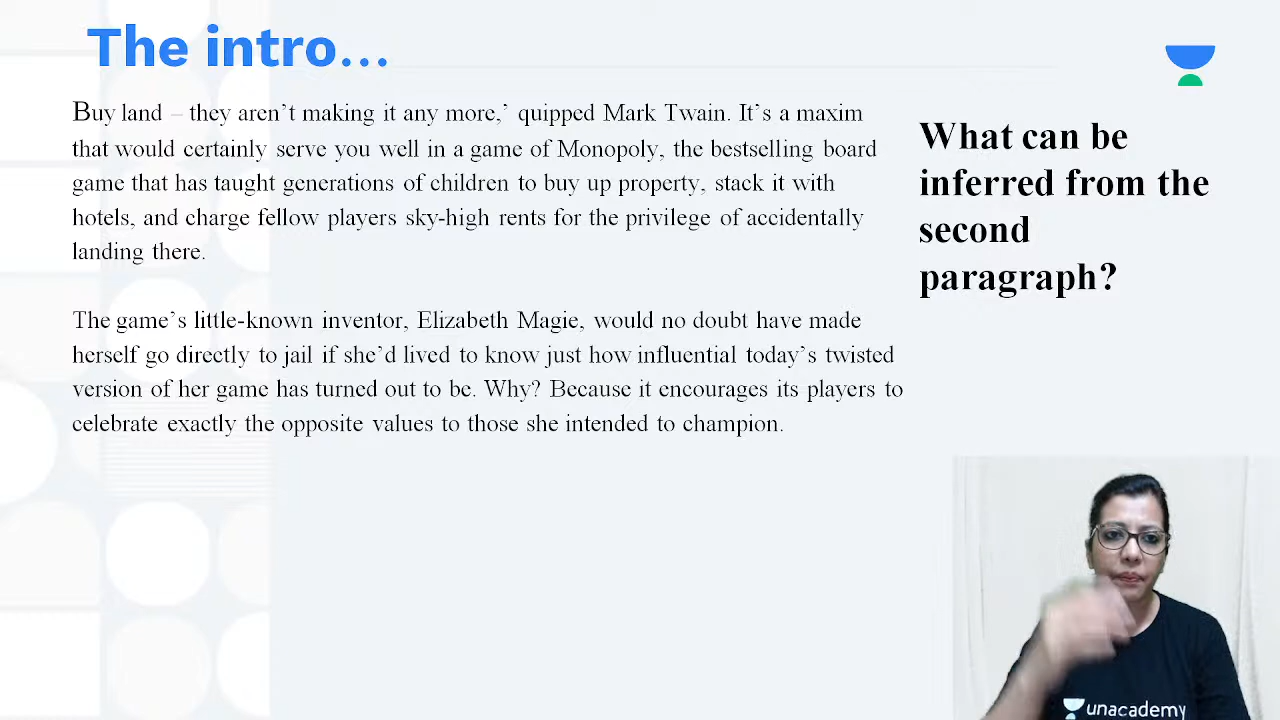 The intro...
Buy land – they aren’t making it any more,’ quipped Mark Twain. It’s a maxim
that would certainly serve you well in a game of Monopoly, the bestselling board
game that has taught generations of children to buy up property, stack it with
hotels, and charge fellow players sky-high rents for the privilege of accidentally
landing there.
The game’s little-known inventor, Elizabeth Magie, would no doubt have made
herself go directly to jail if she’d lived to know just how influential today’s twisted
version of her game has turned out to be. Why? Because it encourages its players to
celebrate exactly the opposite values to those she intended to champion.
What can be
inferred from the
second
paragraph?
unacademy